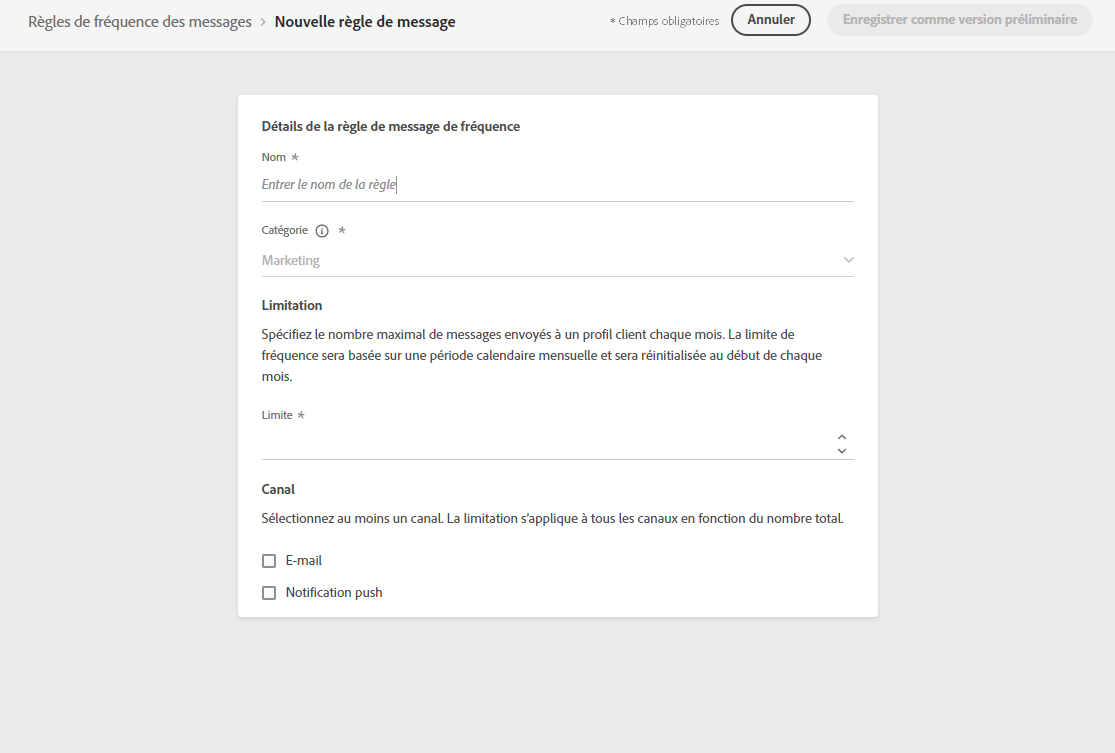 Règles de fréquence des messages > Nouvelle règle de message
* Champs obligatoires
Annuler
Enregistrer comme version préliminaire
Détails de la règle de message de fréquence
Nom *
Entrer le nom de la règle
Catégorie *
Marketing
Limitation
Spécifiez le nombre maximal de messages envoyés à un profil client chaque mois. La limite de
fréquence sera basée sur une période calendaire mensuelle et sera réinitialisée au début de chaque
mois.
Limite *
Canal
Sélectionnez au moins un canal. La limitation s'applique à tous les canaux en fonction du nombre total.
E-mail
Notification push